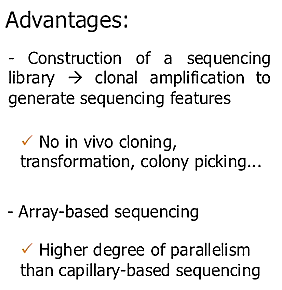 Advantages:
- Construction of a sequencing
library → clonal amplification to
generate sequencing features
✓ No in vivo cloning,
transformation, colony picking...
- Array-based sequencing
✓ Higher degree of parallelism
than capillary-based sequencing